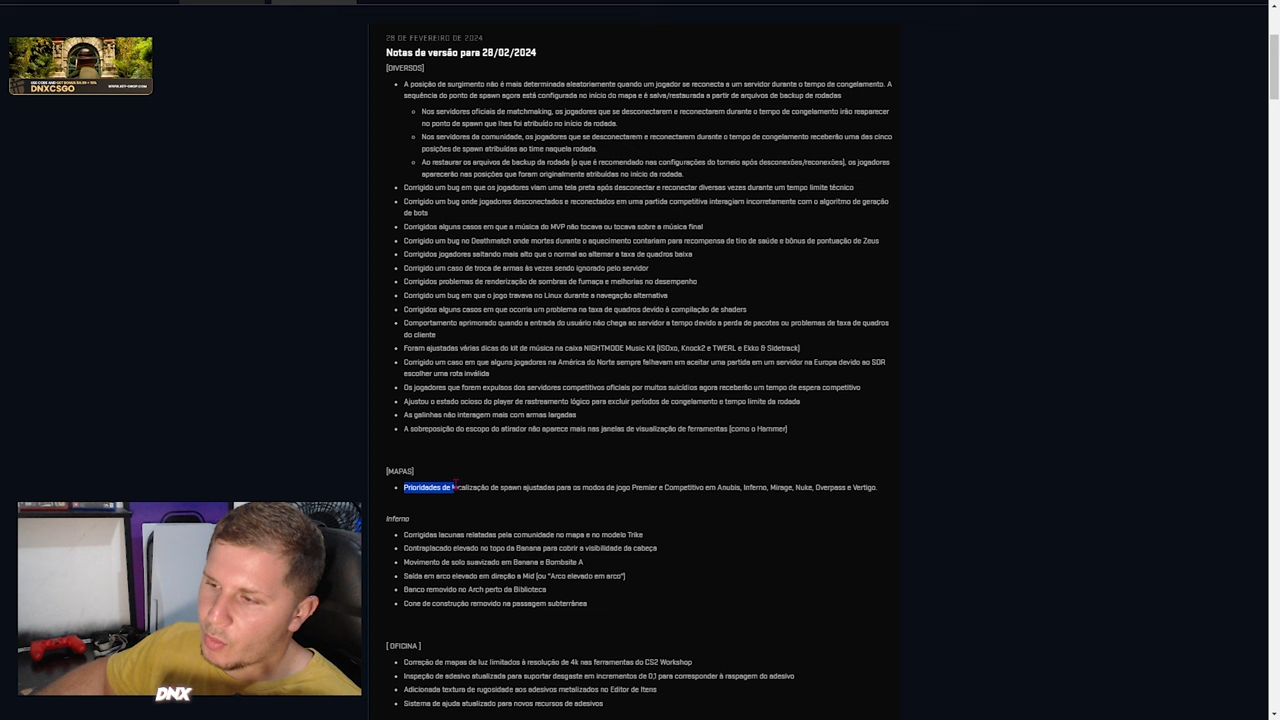 28 DE FEVEREIRO DE 2024
Notas de versão para 28/02/2024
[DIVERSOS]
A posição de surgimento não é mais determinada aleatoriamente quando um jogador se reconecta a um servidor durante o tempo de congelamento. A
sequência do ponto de spawn agora está configurada no início do mapa e é salva/restaurada a partir de arquivos de backup de rodadas
Nos servidores oficiais de matchmaking, os jogadores que se desconectarem e reconectarem durante o tempo de congelamento irão reaparecer
no ponto de spawn que lhes foi atribuído no início da rodada.
Nos servidores da comunidade, os jogadores que se desconectarem e reconectarem durante o tempo de congelamento receberão uma das cinco
posições de spawn atribuídas ao time naquela rodada.
Ao restaurar os arquivos de backup da rodada (o que é recomendado nas configurações do torneio após desconexões/reconexões), os jogadores
aparecerão nas posições que foram originalmente atribuídas no início da rodada.
Corrigido um bug em que os jogadores viam uma tela preta após desconectar e reconectar diversas vezes durante um tempo limite técnico
Corrigido um bug onde jogadores desconectados e reconectados em uma partida competitiva interagiam incorretamente com o algoritmo de geração
de bots
Corrigidos alguns casos em que a música do MVP não tocava ou tocava sobre a música final
Corrigido um bug no Deathmatch onde mortes durante o aquecimento contariam para recompensa de tiro de saúde e bônus de pontuação de Zeus
Corrigidos jogadores saltando mais alto que o normal ao alternar a taxa de quadros baixa
Corrigido um caso de troca de armas às vezes sendo ignorado pelo servidor
Corrigidos problemas de renderização de sombras de fumaça e melhorias no desempenho
Corrigido um bug em que o jogo travava no Linux durante a navegação alternativa
Corrigidos alguns casos em que ocorria um problema na taxa de quadros devido à compilação de shaders
Comportamento aprimorado quando a entrada do usuário não chega ao servidor a tempo devido a perda de pacotes ou problemas de taxa de quadros
do cliente
Foram ajustadas várias dicas do kit de música na caixa NIGHTMODE Music Kit (ISOxo, Knock2 e TWERL e Ekko & Sidetrack)
Corrigido um caso em que alguns jogadores na América do Norte sempre falhavam em aceitar uma partida em um servidor na Europa devido ao SDR
escolher uma rota inválida
Os jogadores que forem expulsos dos servidores competitivos oficiais por muitos suicídios agora receberão um tempo de espera competitivo
Ajustou o estado ocioso do player de rastreamento lógico para excluir períodos de congelamento e tempo limite da rodada
As galinhas não interagem mais com armas largadas
A sobreposição do escopo do atirador não aparece mais nas janelas de visualização de ferramentas (como o Hammer)
[MAPAS]
Prioridades de localização de spawn ajustadas para os modos de jogo Premier e Competitivo em Anubis, Inferno, Mirage, Nuke, Overpass e Vertigo.
Inferno
Corrigidas lacunas relatadas pela comunidade no mapa e no modelo Trike
Contraplacado elevado no topo da Banana para cobrir a visibilidade da cabeça
Movimento de solo suavizado em Banana e Bombsite A
Saída em arco elevado em direção a Mid (ou "Arco elevado em arco")
Banco removido no Arch perto da Biblioteca
Cone de construção removido na passagem subterrânea
[ OFICINA ]
Correção de mapas de luz limitados à resolução de 4k nas ferramentas do CS2 Workshop
Inspeção de adesivo atualizada para suportar desgaste em incrementos de 0,1 para corresponder à raspagem do adesivo
Adicionada textura de rugosidade aos adesivos metalizados no Editor de Itens
Sistema de ajuda atualizado para novos recursos de adesivos
DNXCSGO
DNX